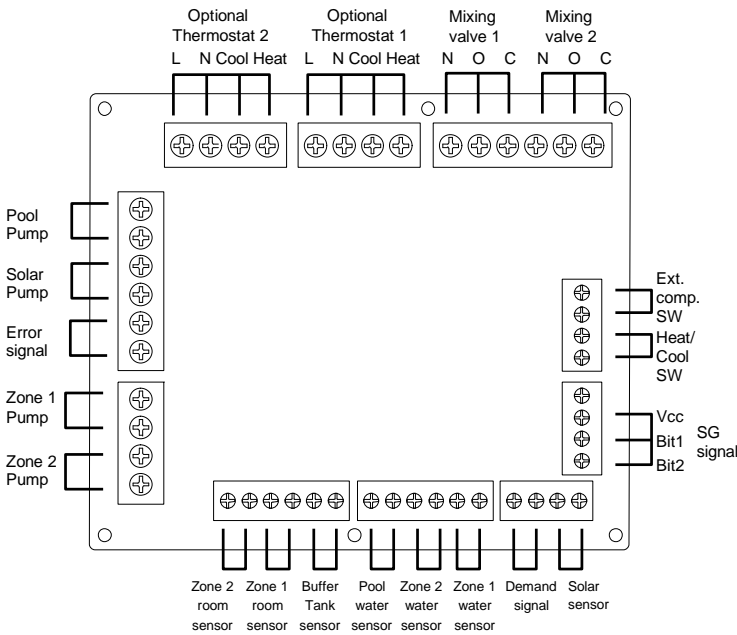 Optional
Thermostat 2
L N Cool Heat
Optional
Thermostat 1
L N Cool Heat
Mixing
valve 1
N O C
Mixing
valve 2
N O C
Pool
Pump
Solar
Pump
Error
signal
Zone 1
Pump
Zone 2
Pump
Ext.
comp.
SW
Heat/
Cool
SW
Vcc
Bit1
Bit2
SG
signal
Zone 2
room
sensor
Zone 1
room
sensor
Buffer
Tank
sensor
Pool
water
sensor
Zone 2
water
sensor
Zone 1
water
sensor
Demand
signal
Solar
sensor